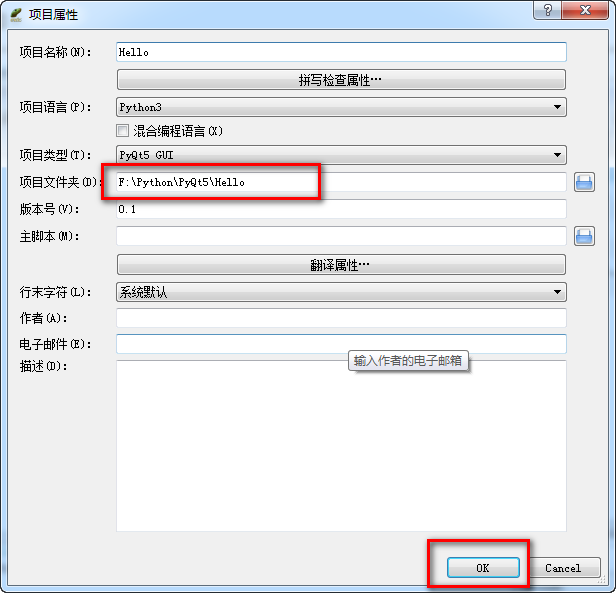 项目属性
项目名称(N): Hello
拼写检查属性…
项目语言(P): Python3
混合编程语言(X)
项目类型(T): PyQt5 GUI
项目文件夹(D): F:\Python\PyQt5\Hello
版本号(V): 0.1
主脚本(M):
翻译属性…
行末字符(L): 系统默认
作者(A):
电子邮件(E):
输入作者的电子邮箱
描述(D):
OK Cancel